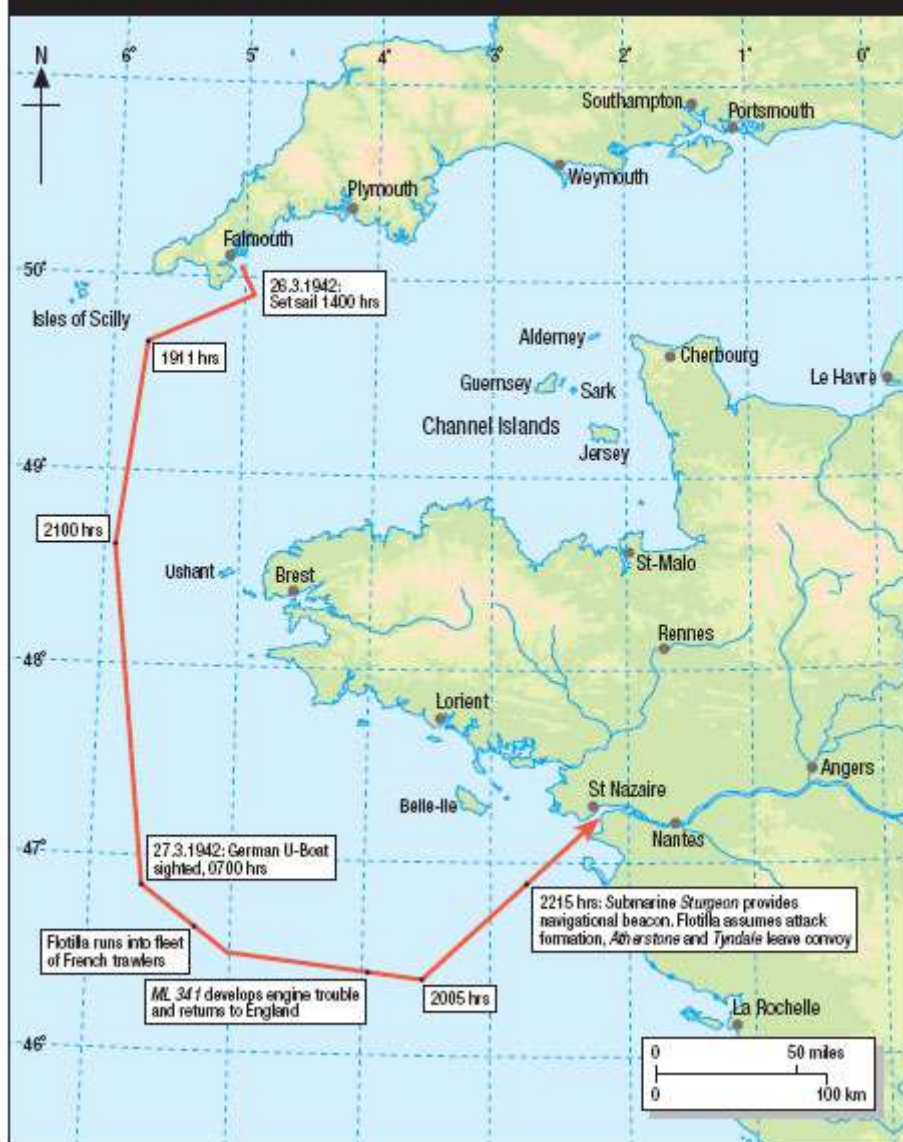 N
6°
5°
4°
3°
2°
1°
0°
Southampton
Portsmouth
Weymouth
Plymouth
Falmouth
50°
26.3.1942:
Set sail 1400 hrs
Isles of Scilly
1911 hrs
Alderney
Cherbourg
Le Havre
Guernsey
Sark
Channel Islands
Jersey
49°
2100 hrs
Ushant
Brest
St-Malo
Rennes
48°
Lorient
Angers
St Nazaire
Belle-Ile
Nantes
47°
27.3.1942: German U-Boat
sighted, 0700 hrs
2215 hrs: Submarine Sturgeon provides
navigational beacon. Flotilla assumes attack
formation, Atherstone and Tyndale leave convoy
Flotilla runs into fleet
of French trawlers
ML 341 develops engine trouble
and returns to England
2005 hrs
La Rochelle
46°
0 50 miles
0 100 km